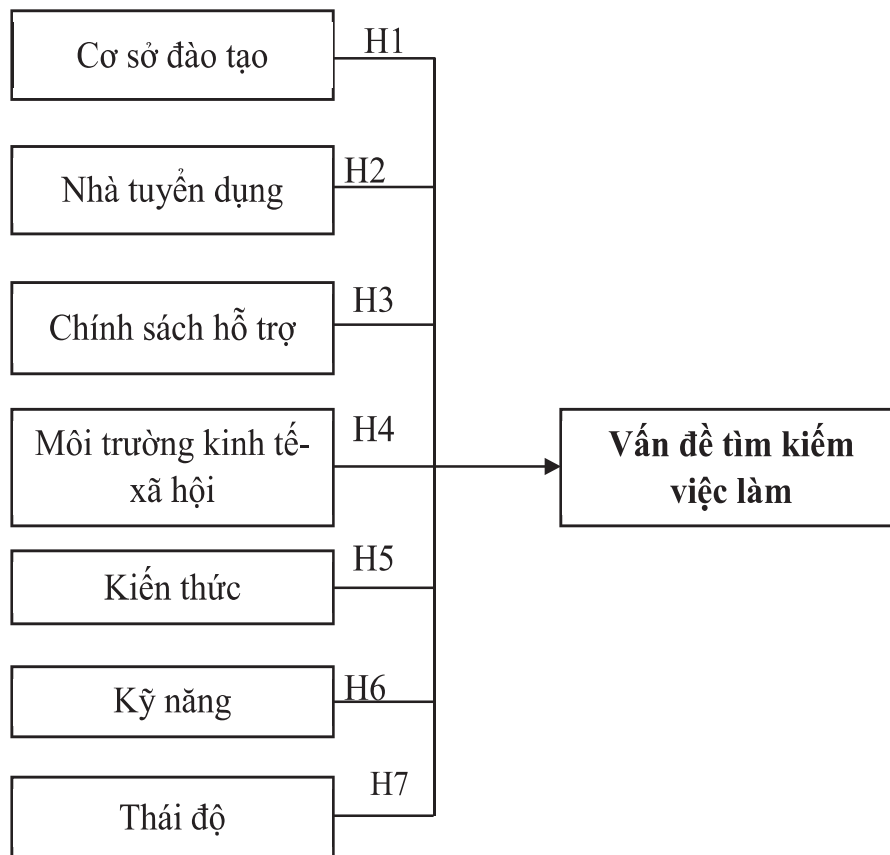 Cơ sở đào tạo
H1
Nhà tuyển dụng
H2
Chính sách hỗ trợ
H3
Môi trường kinh tế-
xã hội
H4
Vấn đề tìm kiếm
việc làm
Kiến thức
H5
Kỹ năng
H6
Thái độ
H7